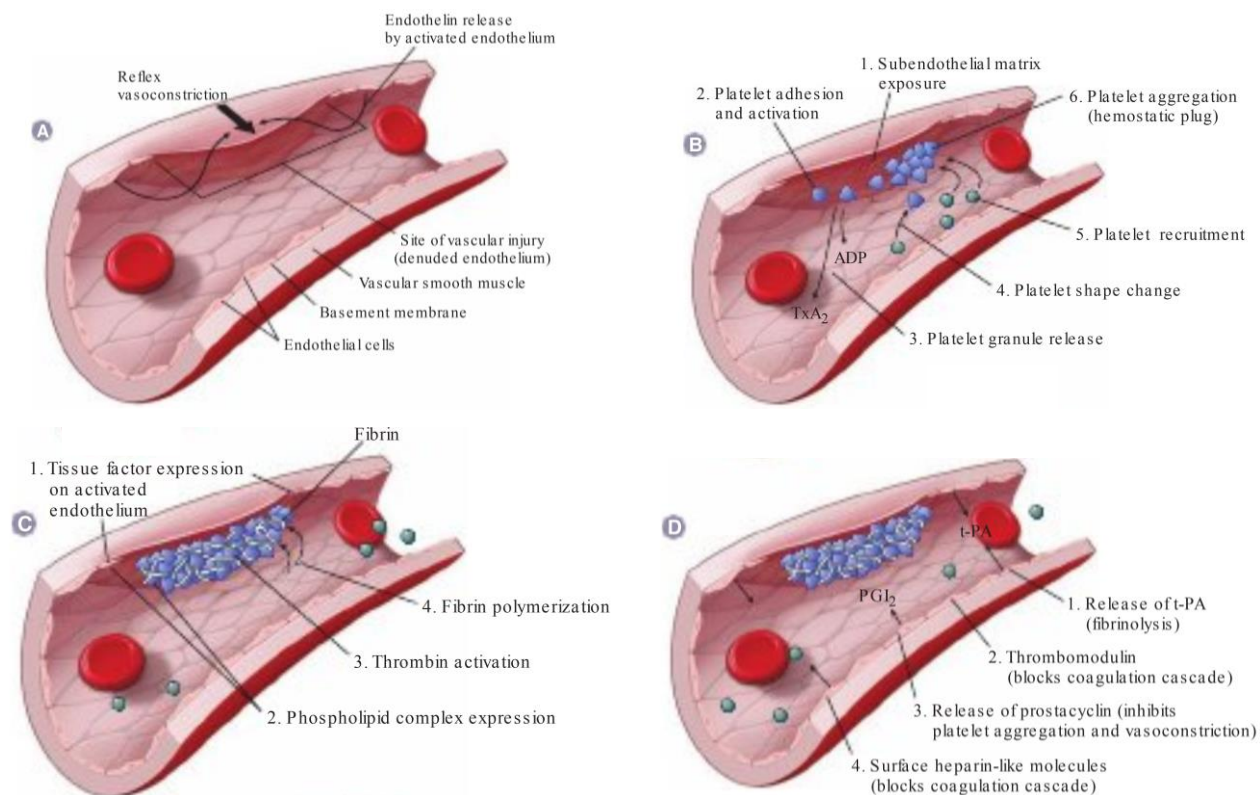 Endothelin release
by activated endothelium
Reflex
vasoconstriction
A
Site of vascular injury
(denuded endothelium)
Vascular smooth muscle
Basement membrane
Endothelial cells
1. Subendothelial matrix
exposure
2. Platelet adhesion
and activation
6. Platelet aggregation
(hemostatic plug)
B
5. Platelet recruitment
ADP
4. Platelet shape change
TxA2
3. Platelet granule release
Fibrin
1. Tissue factor expression
on activated
endothelium
C
4. Fibrin polymerization
3. Thrombin activation
2. Phospholipid complex expression
D
t-PA
PGI2
1. Release of t-PA
(fibrinolysis)
2. Thrombomodulin
(blocks coagulation cascade)
3. Release of prostacyclin (inhibits
platelet aggregation and vasoconstriction)
4. Surface heparin-like molecules
(blocks coagulation cascade)